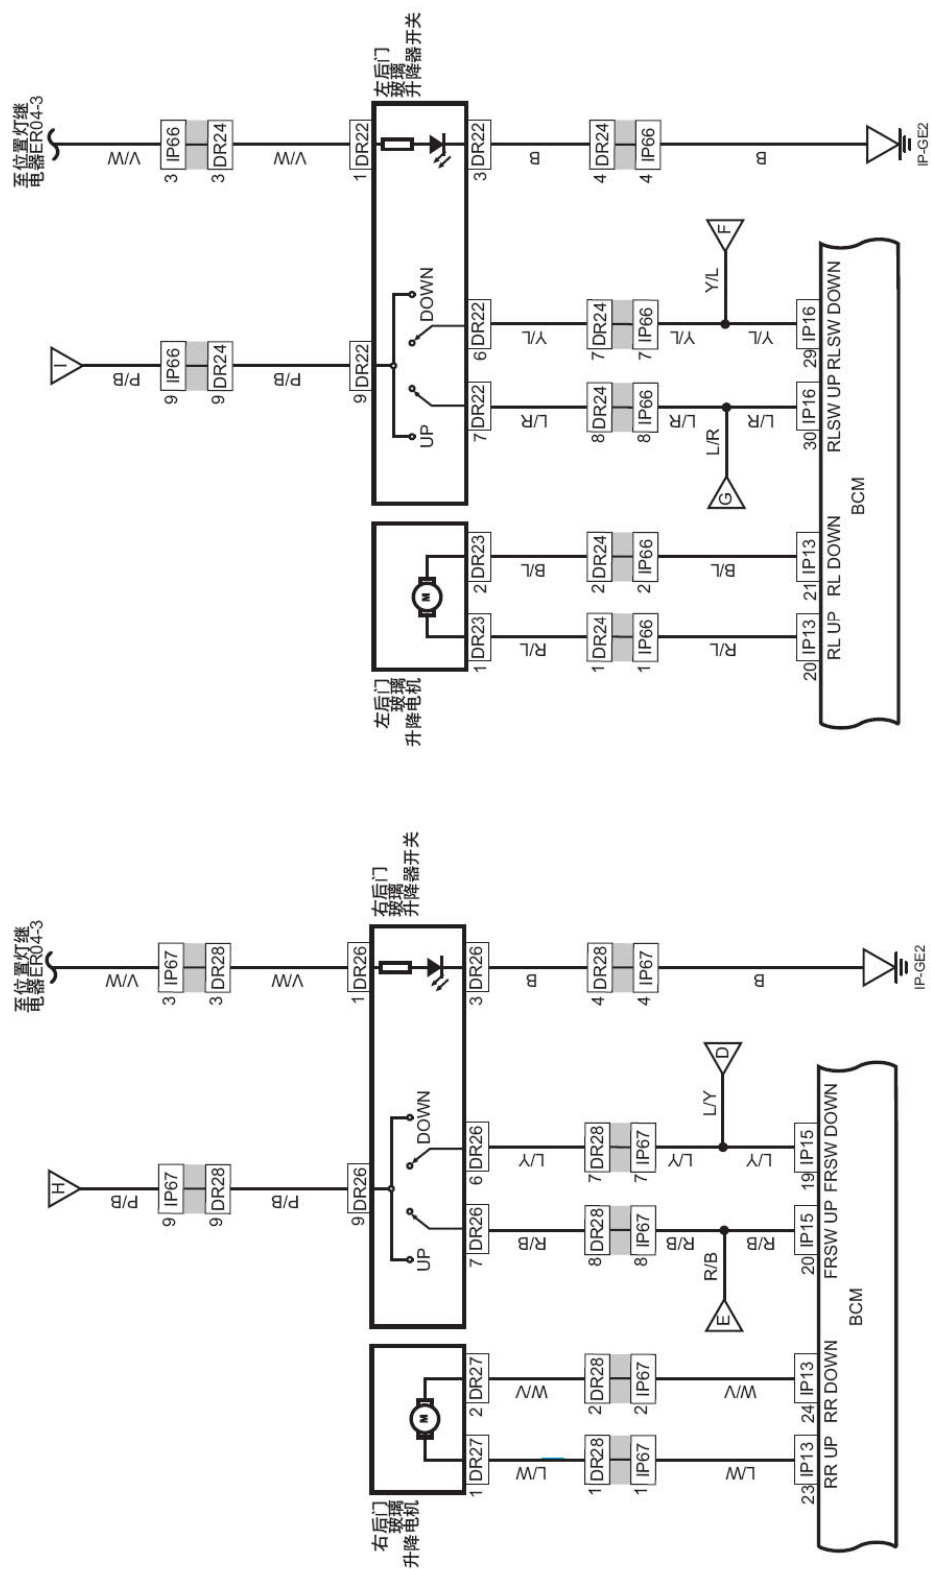 至位置灯继
电器ER04-3
H
V/W
P/B
9 IP67
3 IP67
9 DR28
3 DR28
P/B
V/W
9 DR26
1 DR26
右后门
玻璃
升降电机
右后门
玻璃
升降器开关
M
UP
DOWN
1 DR27
2 DR27
7 DR26
6 DR26
3 DR26
L/W
W/V
R/B
L/Y
B
1 DR28
2 DR28
8 DR28
7 DR28
4 DR28
1 IP67
2 IP67
8 IP67
7 IP67
4 IP67
R/B
L/Y
E
R/B
L/Y
D
L/W
W/V
R/B
L/Y
B
23 IP13
24 IP13
20 IP15
19 IP15
RR UP
RR DOWN
FRSW UP
FRSW DOWN
BCM
IP-GE2
至位置灯继
电器ER04-3
I
V/W
P/B
9 IP66
3 IP66
9 DR24
3 DR24
P/B
V/W
9 DR22
1 DR22
左后门
玻璃
升降电机
左后门
玻璃
升降器开关
M
UP
DOWN
1 DR23
2 DR23
7 DR22
6 DR22
3 DR22
R/L
B/L
L/R
Y/L
B
1 DR24
2 DR24
8 DR24
7 DR24
4 DR24
1 IP66
2 IP66
8 IP66
7 IP66
4 IP66
L/R
Y/L
G
L/R
Y/L
F
R/L
B/L
L/R
Y/L
B
20 IP13
21 IP13
30 IP16
29 IP16
RL UP
RL DOWN
RLSW UP
RLSW DOWN
BCM
IP-GE2